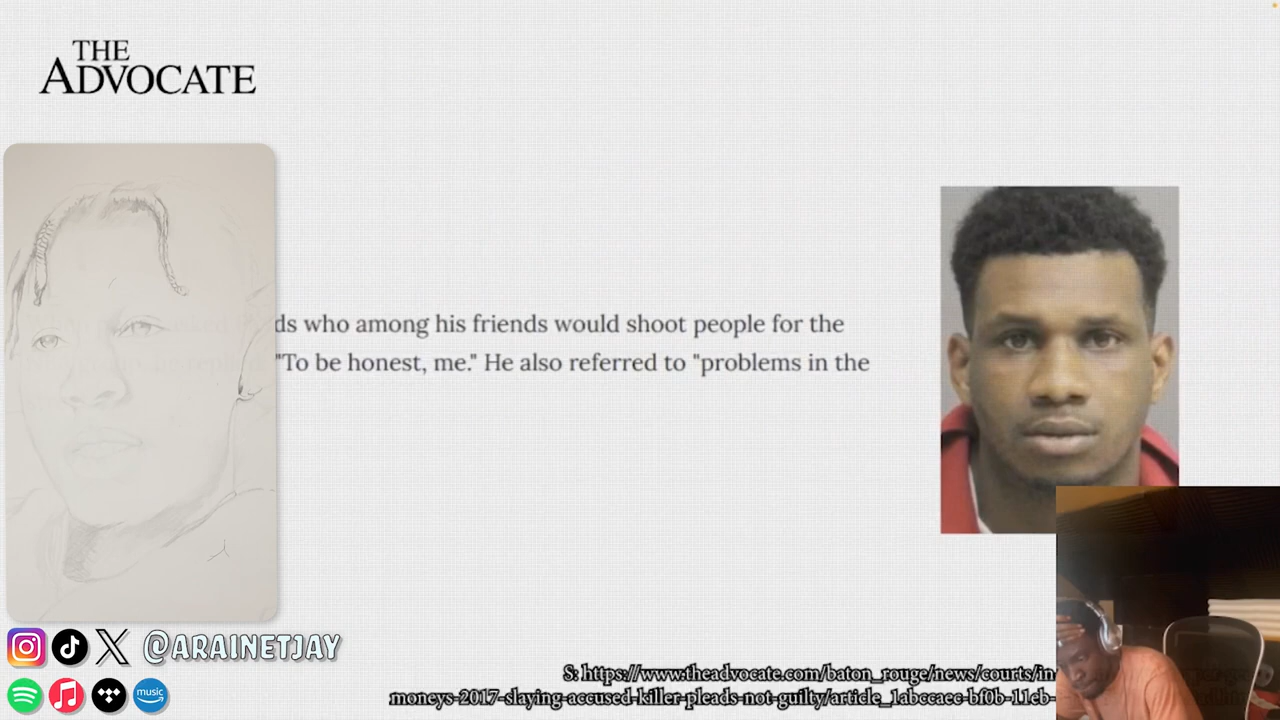 THE
ADVOCATE
ds who among his friends would shoot people for the
"To be honest, me." He also referred to "problems in the
@ARAINETJAY
music
S: https://www.theadvocate.com/baton_rouge/news/courts/in
moneys-2017-slaying-accused-killer-pleads-not-guilty/article_1abccaec-bf0b-11eb-